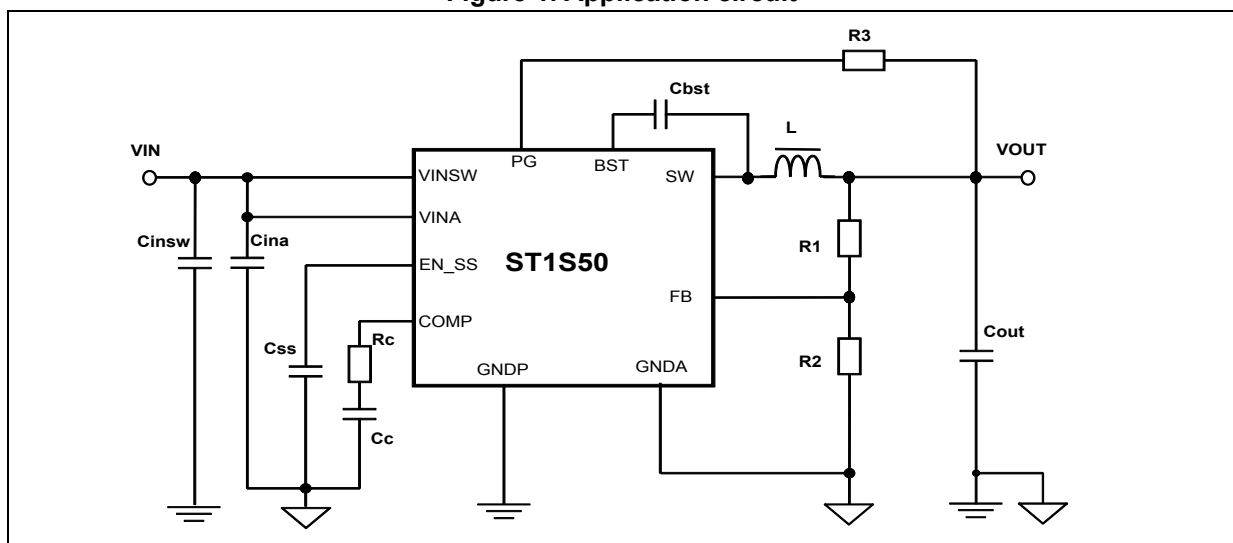 Figure 1. Application circuit
R3
Cbst
L
VIN
VOUT
PG
BST
VINSW
SW
VINA
Cinsw
Cina
R1
EN_SS
ST1S50
FB
COMP
Css
Rc
Cout
R2
GNDP
GNDA
Cc